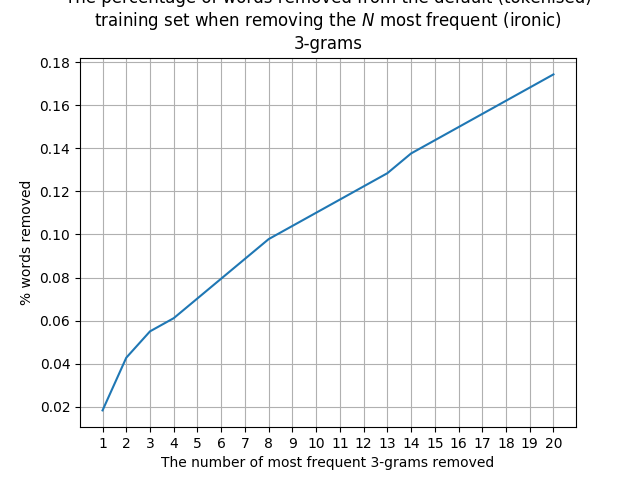 The percentage of words removed from the default (tokenised)
training set when removing the N most frequent (ironic)
3-grams
0.18
0.16
0.14
0.12
0.10
0.08
0.06
0.04
0.02
% words removed
1 2 3 4 5 6 7 8 9 10 11 12 13 14 15 16 17 18 19 20
The number of most frequent 3-grams removed